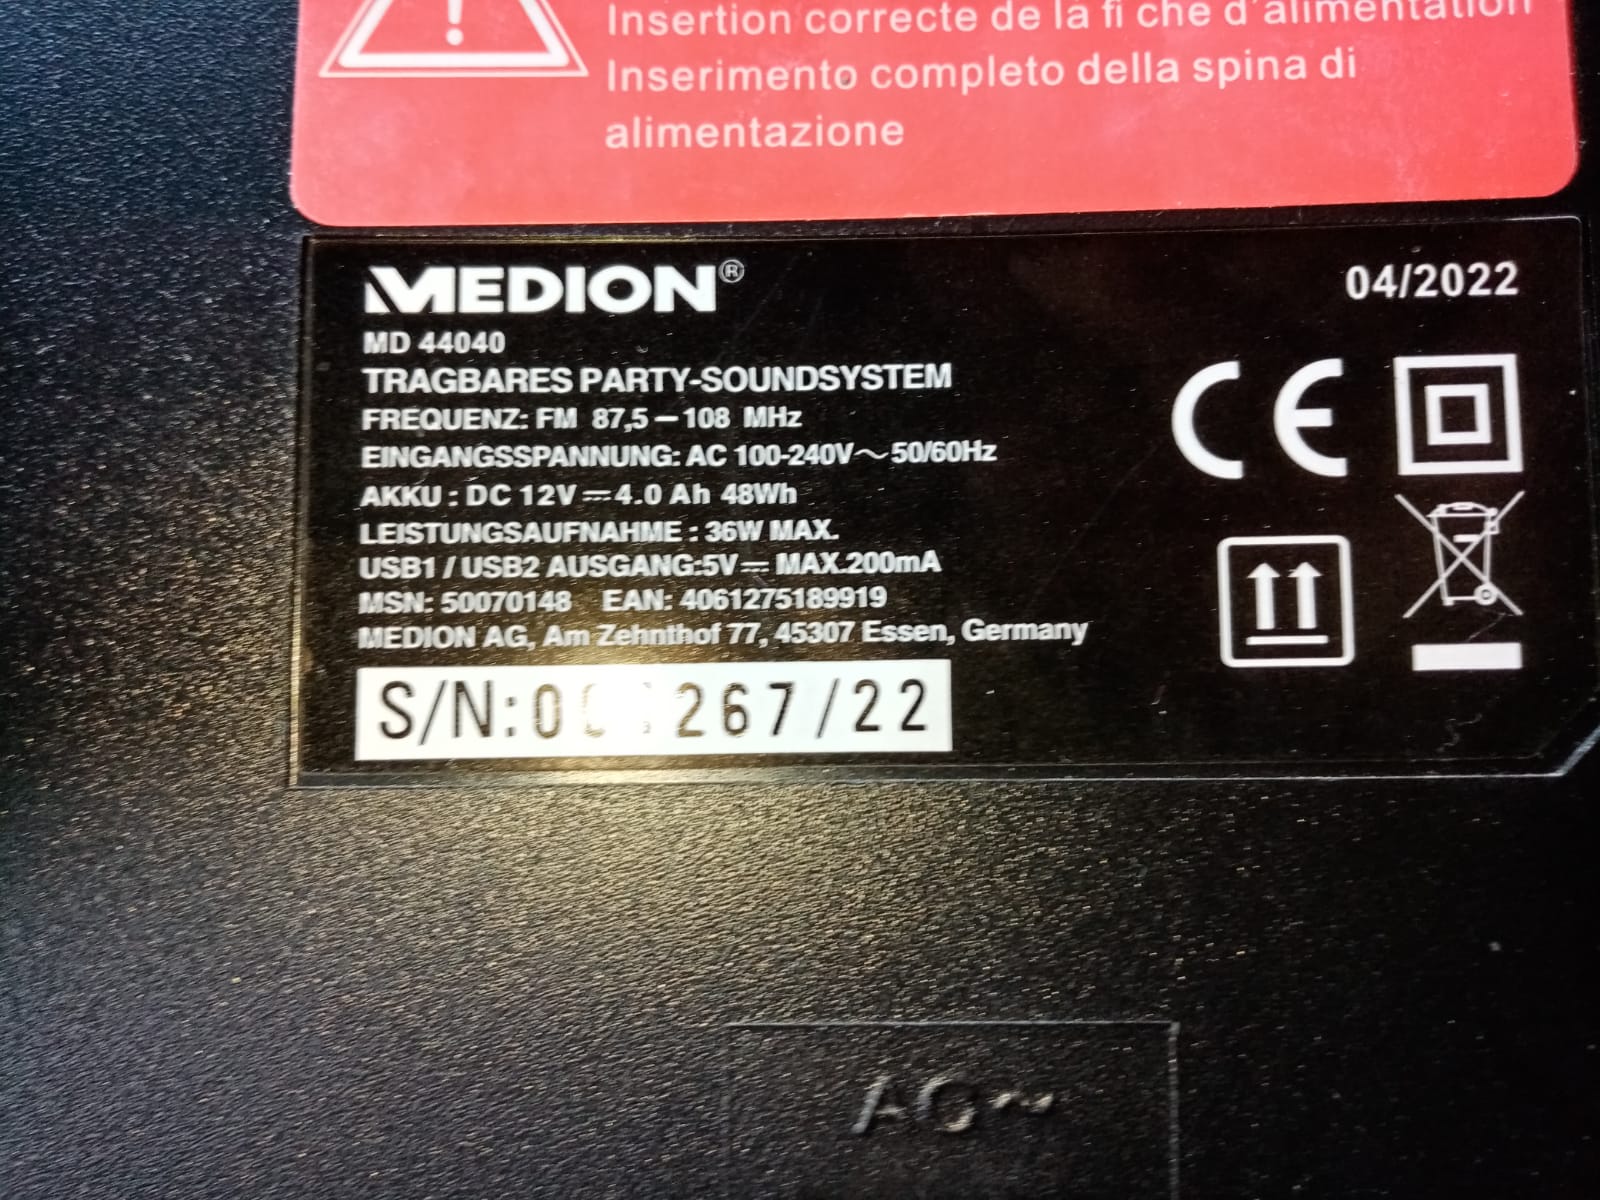 Insertion correcte de la fi che d'alimentation
Inserimento completo della spina di
alimentazione
MEDION®
04/2022
MD 44040
TRAGBARES PARTY-SOUNDSYSTEM
FREQUENZ: FM 87,5 – 108 MHz
EINGANGSSPANNUNG: AC 100-240V～50/60Hz
AKKU : DC 12V ⎓ 4.0 Ah 48Wh
LEISTUNGSAUFNAHME : 36W MAX.
USB1 / USB2 AUSGANG:5V ⎓ MAX.200mA
MSN: 50070148 EAN: 4061275189919
MEDION AG, Am Zehnthof 77, 45307 Essen, Germany
CE
S/N:
AC~